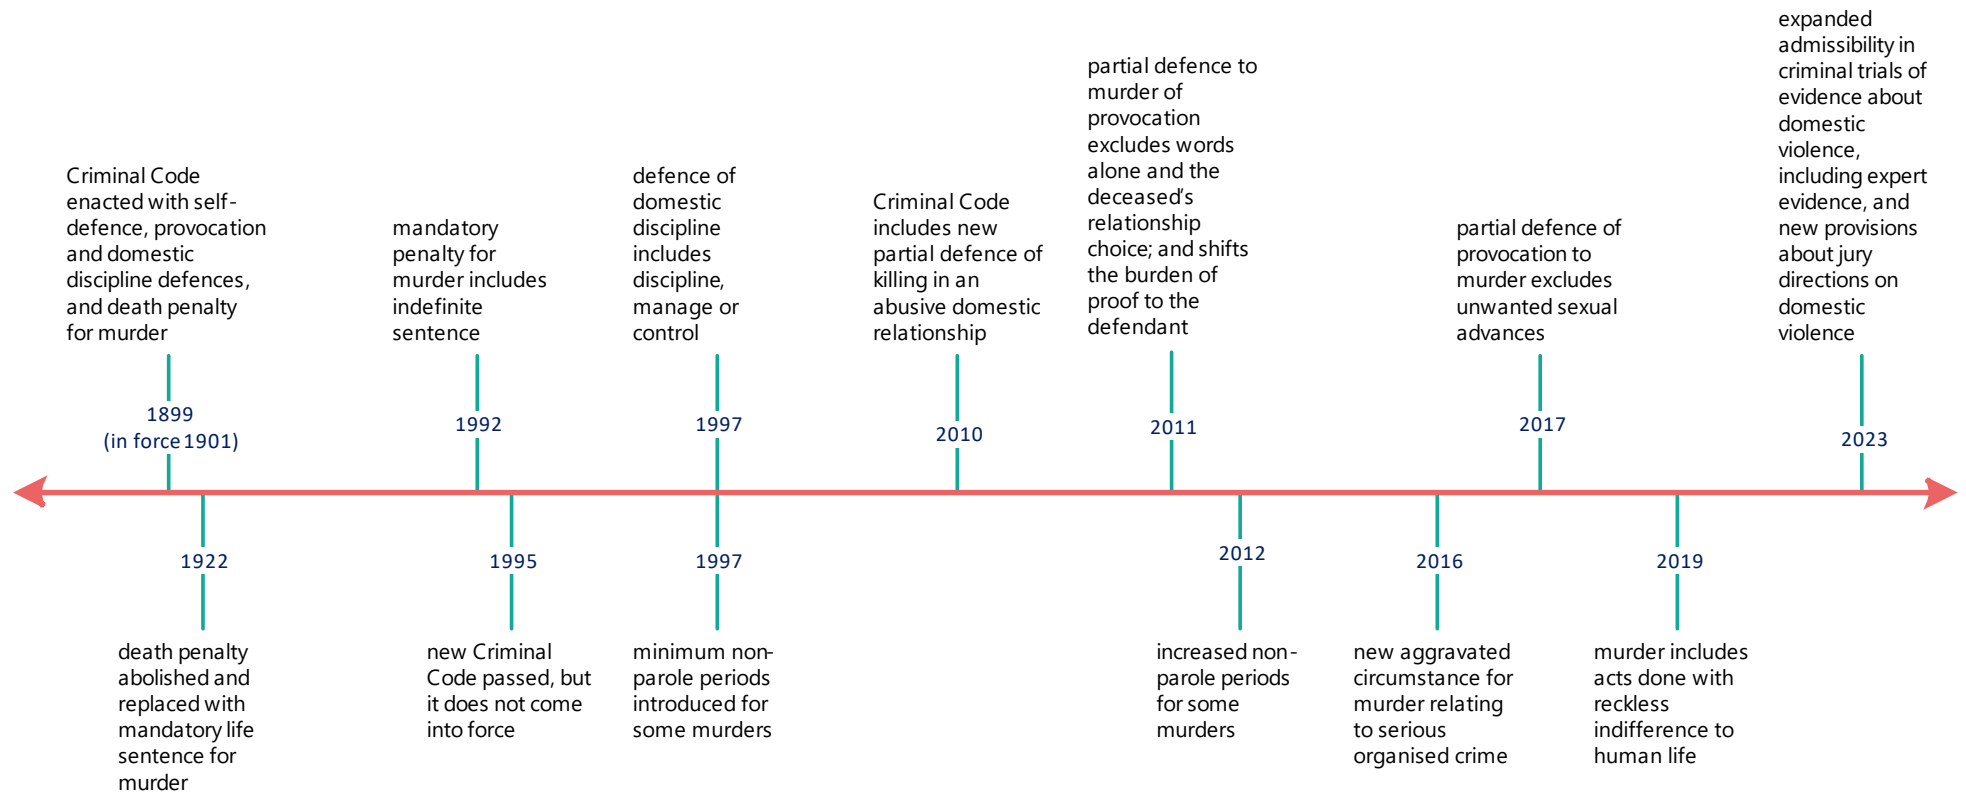 Criminal Code
enacted with self-
defence, provocation
and domestic
discipline defences,
and death penalty
for murder
1899
(in force 1901)
1922
death penalty
abolished and
replaced with
mandatory life
sentence for
murder
mandatory
penalty for
murder includes
indefinite
sentence
1992
1995
new Criminal
Code passed, but
it does not come
into force
defence of
domestic
discipline
includes
discipline,
manage or
control
1997
1997
minimum non-
parole periods
introduced for
some murders
Criminal Code
includes new
partial defence of
killing in an
abusive domestic
relationship
2010
partial defence to
murder of
provocation
excludes words
alone and the
deceased's
relationship
choice; and shifts
the burden of
proof to the
defendant
2011
2012
increased non-
parole periods
for some
murders
2016
new aggravated
circumstance for
murder relating
to serious
organised crime
partial defence of
provocation to
murder excludes
unwanted sexual
advances
2017
2019
murder includes
acts done with
reckless
indifference to
human life
expanded
admissibility in
criminal trials of
evidence about
domestic
violence,
including expert
evidence, and
new provisions
about jury
directions on
domestic
violence
2023